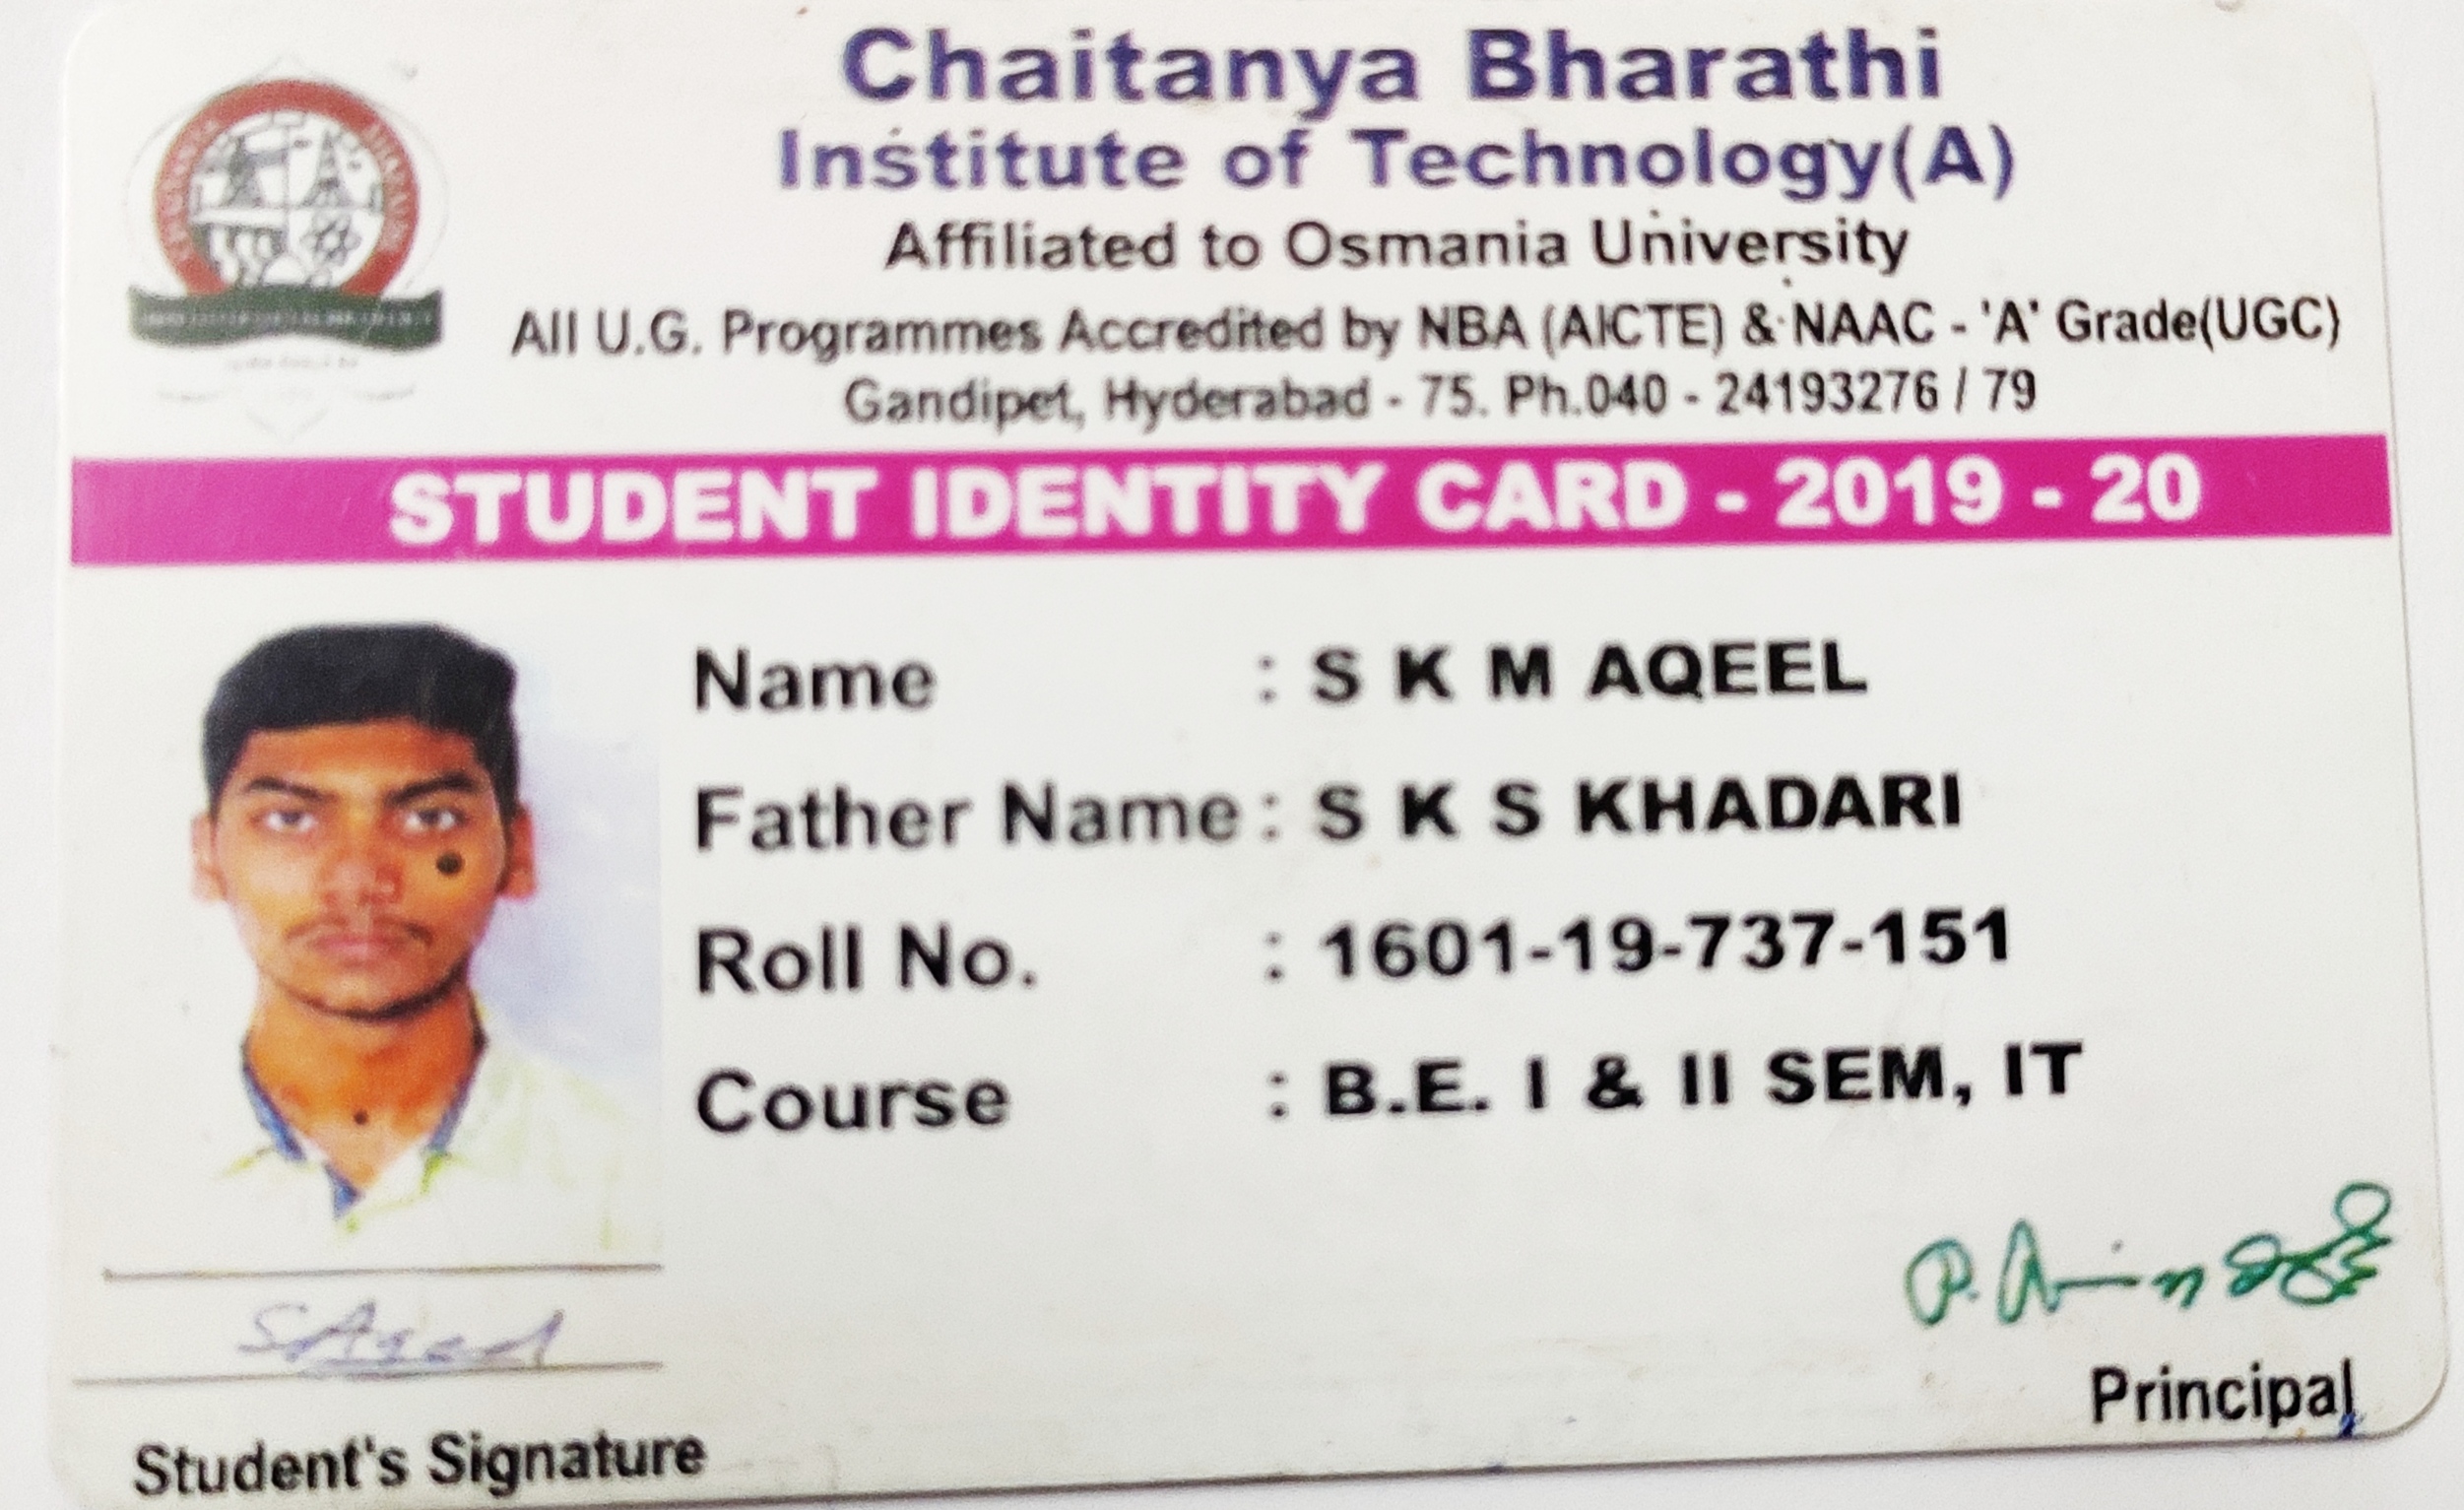 Chaitanya Bharathi
Institute of Technology(A)
Affiliated to Osmania University
All U.G. Programmes Accredited by NBA (AICTE) & NAAC - 'A' Grade(UGC)
Gandipet, Hyderabad - 75. Ph.040 - 24193276 / 79
STUDENT IDENTITY CARD - 2019 - 20
Name : S K M AQEEL
Father Name : S K S KHADARI
Roll No. : 1601-19-737-151
Course : B.E. I & II SEM, IT
SAqeel
Principal
Student's Signature